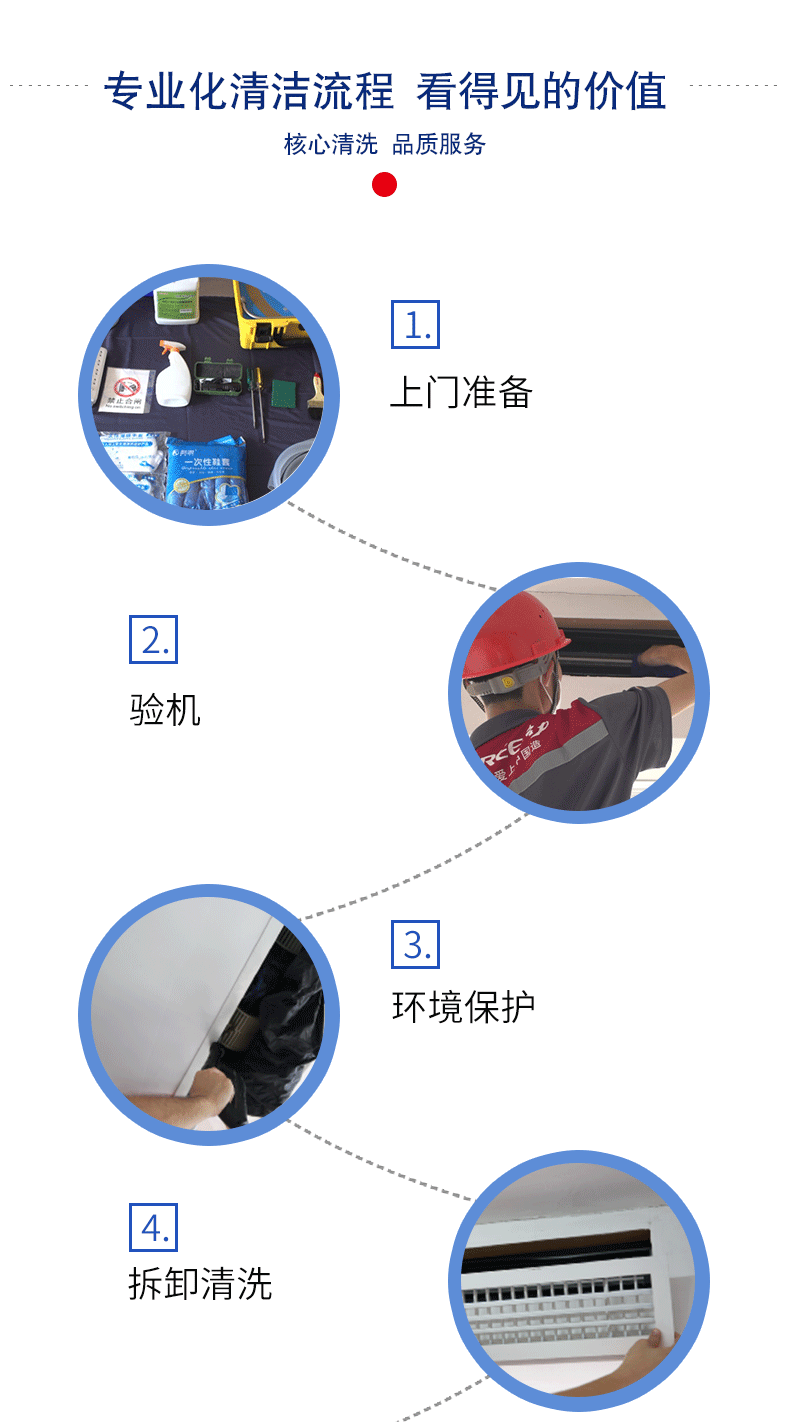 专业化清洁流程 看得见的价值
核心清洗 品质服务
1.
上门准备
禁止合闸
一次性鞋套
2.
验机
3.
环境保护
4.
拆卸清洗